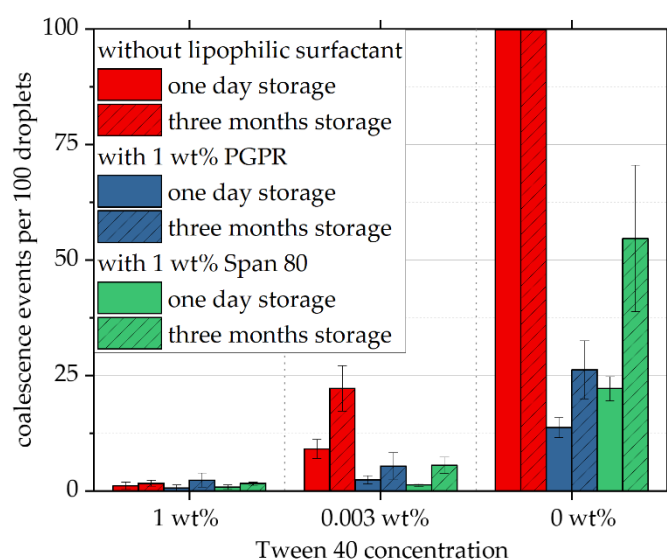 coalescence events per 100 droplets
100
75
50
25
0
without lipophilic surfactant
one day storage
three months storage
with 1 wt% PGPR
one day storage
three months storage
with 1 wt% Span 80
one day storage
three months storage
1 wt%
0.003 wt%
0 wt%
Tween 40 concentration